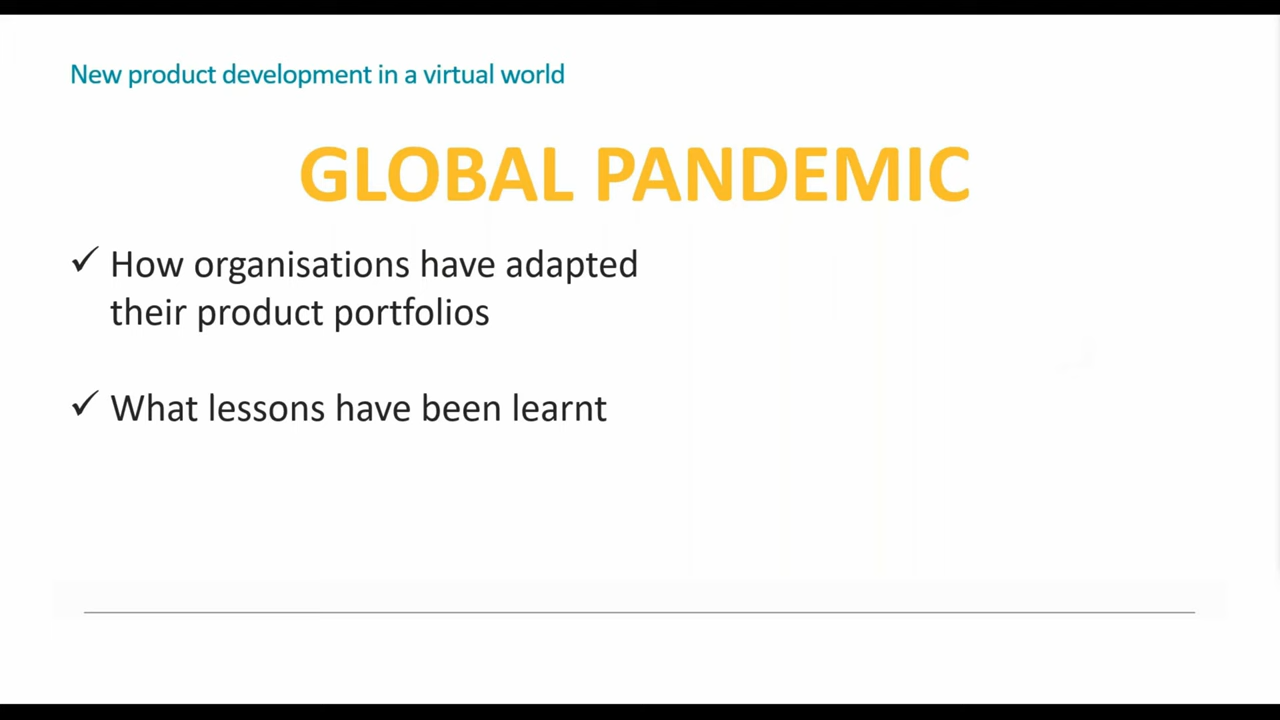 New product development in a virtual world
GLOBAL PANDEMIC
✓ How organisations have adapted
their product portfolios
✓ What lessons have been learnt